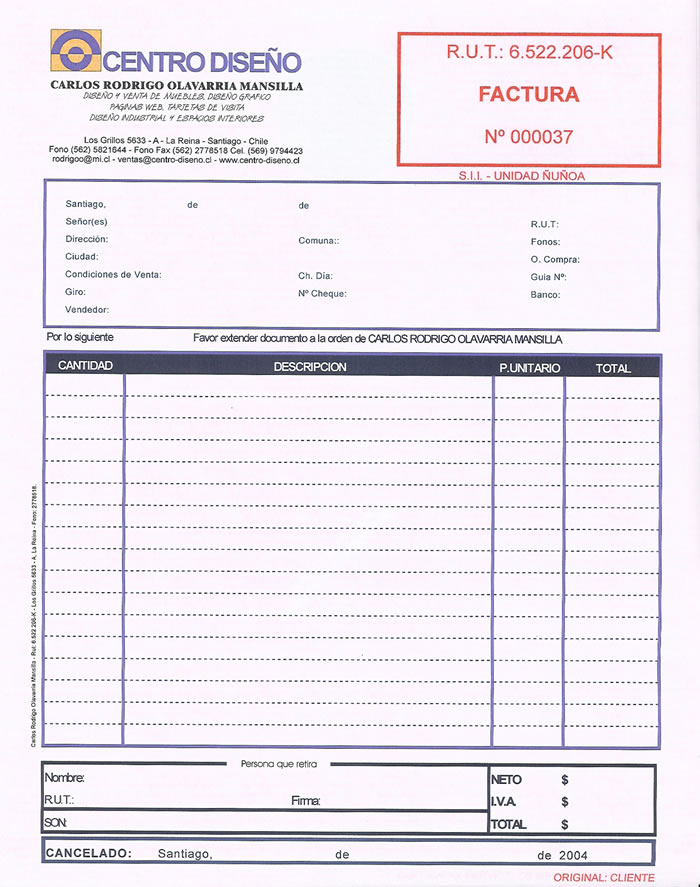 CENTRO DISEÑO
CARLOS RODRIGO OLAVARRIA MANSILLA
DISEÑO Y VENTA DE MUEBLES, DISEÑO GRAFICO
PAGINAS WEB, TARJETAS DE VISITA
DISEÑO INDUSTRIAL Y ESPACIOS INTERIORES
Los Grillos 5633 - A - La Reina - Santiago - Chile
Fono (562) 5821644 - Fono Fax (562) 2778518 Cel. (569) 9794423
rodrigoo@mi.cl - ventas@centro-diseno.cl - www.centro-diseno.cl
R.U.T.: 6.522.206-K
FACTURA
Nº 000037
S.I.I. - UNIDAD ÑUÑOA
Santiago, de de
Señor(es) R.U.T:
Dirección: Comuna:: Fonos:
Ciudad: O. Compra:
Condiciones de Venta: Ch. Día: Guia Nº:
Giro: Nº Cheque: Banco:
Vendedor:
Por lo siguiente Favor extender documento a la orden de CARLOS RODRIGO OLAVARRIA MANSILLA
CANTIDAD DESCRIPCION P.UNITARIO TOTAL
Carlos Rodrigo Olavarria Mansilla - Rut: 6.522.206-K - Los Grillos 5633 - A, La Reina - Fono: 2778518.
Persona que retira
Nombre: NETO $
R.U.T.: Firma: I.V.A. $
SON: TOTAL $
CANCELADO: Santiago, de de 2004
ORIGINAL: CLIENTE